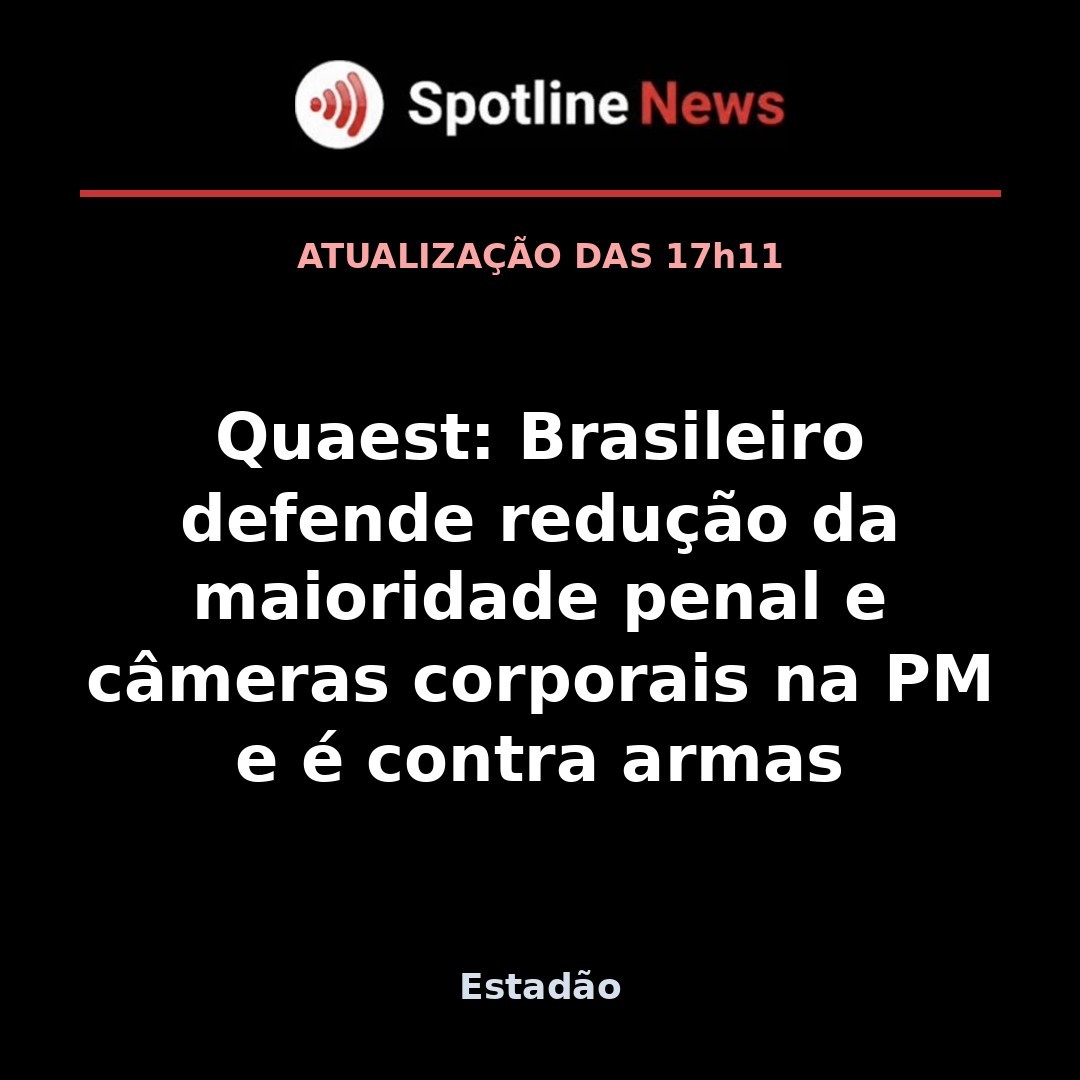 Spotline News
ATUALIZAÇÃO DAS 17h11
Quaest: Brasileiro
defende redução da
maioridade penal e
câmeras corporais na PM
e é contra armas
Estadão